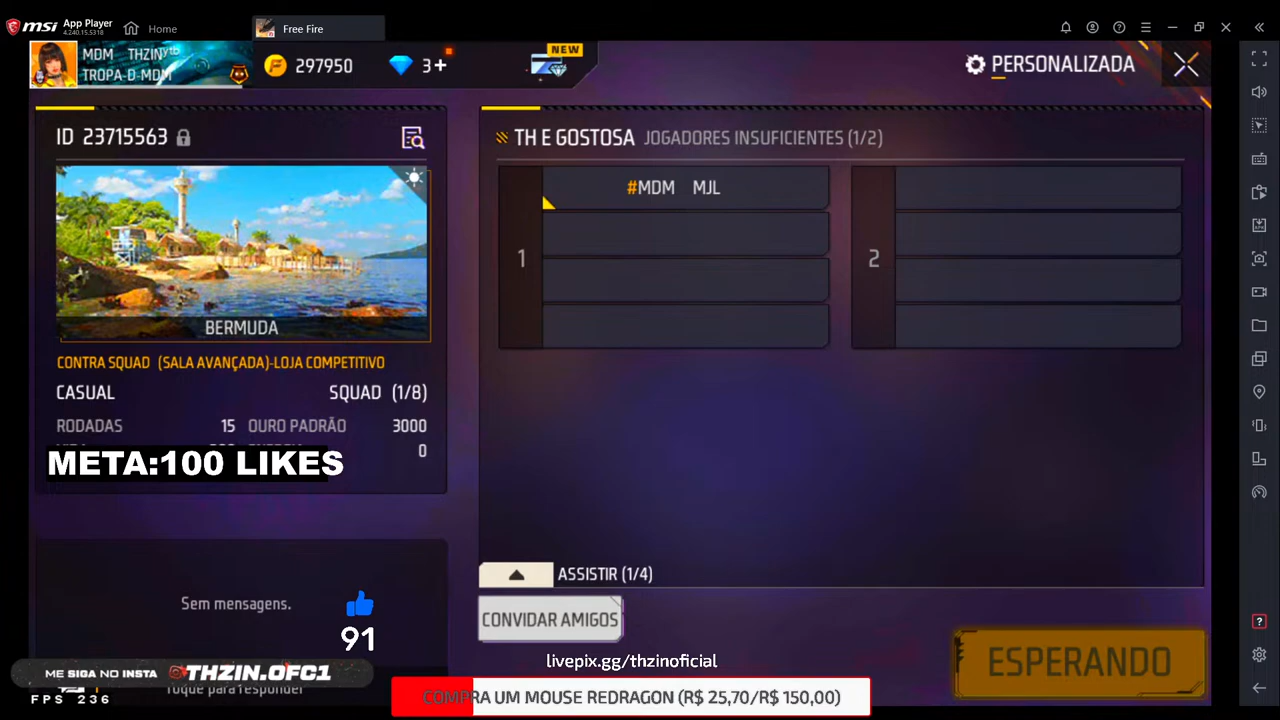 msi App Player
4.240.15.5318
Home
Free Fire
MDM THZINytb
TROPA-D-MDM
297950
3+
NEW
PERSONALIZADA
ID 23715563
BERMUDA
CONTRA SQUAD (SALA AVANÇADA)-LOJA COMPETITIVO
CASUAL SQUAD (1/8)
RODADAS 15 OURO PADRÃO 3000
0
META:100 LIKES
TH E GOSTOSA JOGADORES INSUFICIENTES (1/2)
#MDM MJL
1
2
ASSISTIR (1/4)
CONVIDAR AMIGOS
ESPERANDO
Sem mensagens.
91
ME SIGA NO INSTA THZIN.OFC1
Toque para responder
FPS 236
livepix.gg/thzinoficial
COMPRA UM MOUSE REDRAGON (R$ 25,70/R$ 150,00)